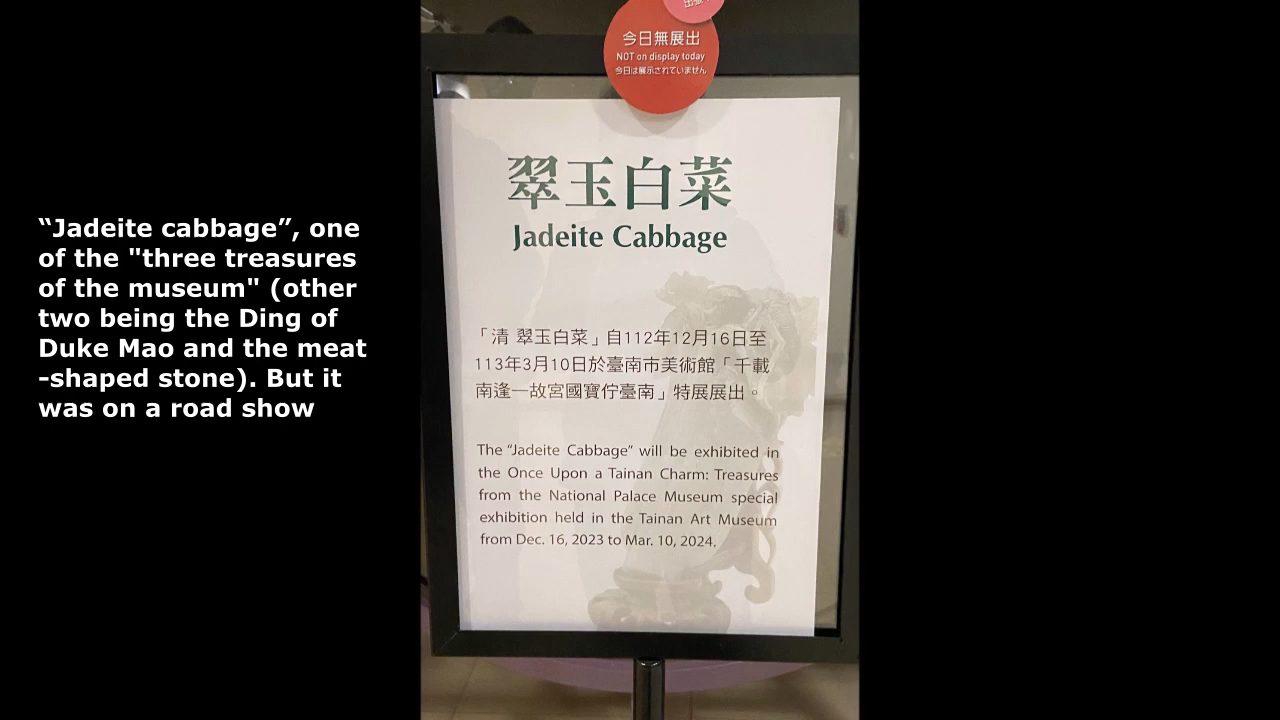 “Jadeite cabbage”, one
of the "three treasures
of the museum" (other
two being the Ding of
Duke Mao and the meat
-shaped stone). But it
was on a road show
今日無展出
NOT on display today
今日は展示されていません
翠玉白菜
Jadeite Cabbage
「清 翠玉白菜」自112年12月16日至
113年3月10日於臺南市美術館「千載
南逢—故宮國寶佇臺南」特展展出。
The “Jadeite Cabbage” will be exhibited in
the Once Upon a Tainan Charm: Treasures
from the National Palace Museum special
exhibition held in the Tainan Art Museum
from Dec. 16, 2023 to Mar. 10, 2024.